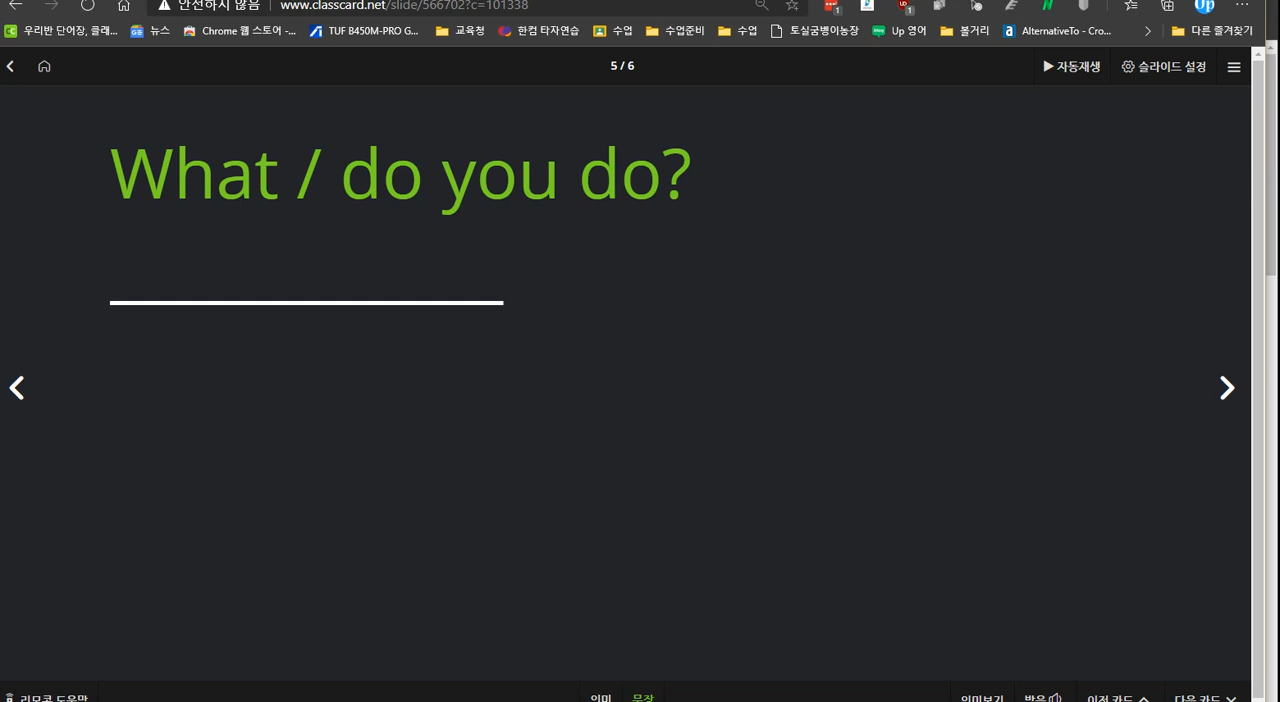 안전하지 않음 | www.classcard.net/slide/566702?c=101338
우리반 단어장, 클래... 뉴스 Chrome 웹 스토어 -... TUF B450M-PRO G... 교육청 한컴 타자연습 수업 수업준비 수업 토실굼벵이농장 Up 영어 볼거리 AlternativeTo - Cro... 다른 즐겨찾기
5 / 6 자동재생 슬라이드 설정
What / do you do?
리모콘 도움말 의미 문장 의미보기 발음 이전 카드 다음 카드